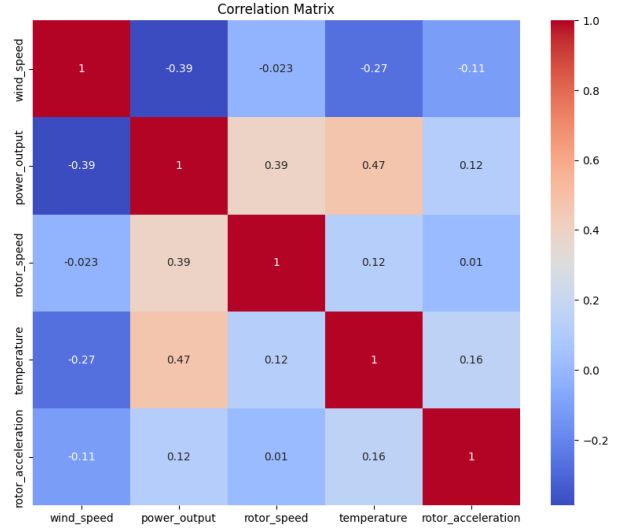 Correlation Matrix
wind_speed 1 -0.39 -0.023 -0.27 -0.11
power_output -0.39 1 0.39 0.47 0.12
rotor_speed -0.023 0.39 1 0.12 0.01
temperature -0.27 0.47 0.12 1 0.16
rotor_acceleration -0.11 0.12 0.01 0.16 1
wind_speed power_output rotor_speed temperature rotor_acceleration
1.0
0.8
0.6
0.4
0.2
0.0
−0.2